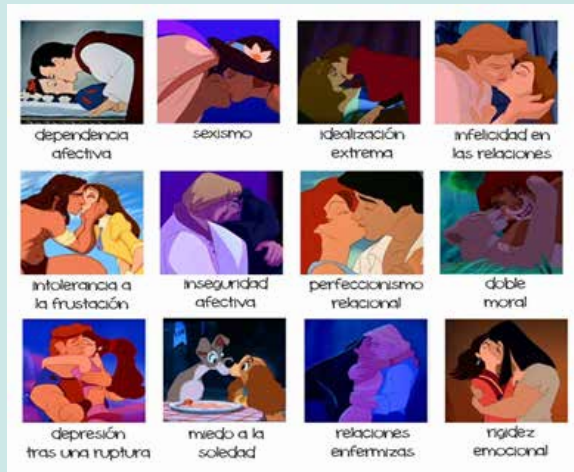 dependencia
afectiva
sexismo
idealización
extrema
infelicidad en
las relaciones
intolerancia a
la frustación
inseguridad
afectiva
perfeccionismo
relacional
doble
moral
depresión
tras una ruptura
miedo a la
soledad
relaciones
enfermizas
rigidez
emocional